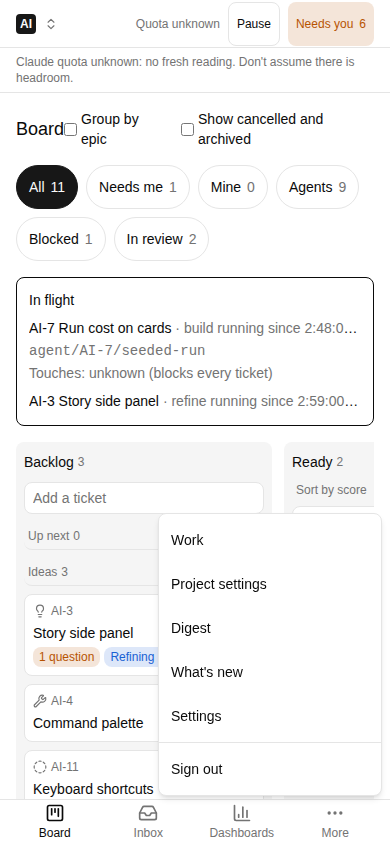 AI
Quota unknown
Pause
Needs you 6
Claude quota unknown: no fresh reading. Don't assume there is
headroom.
Board
Group by
epic
Show cancelled and
archived
All 11
Needs me 1
Mine 0
Agents 9
Blocked 1
In review 2
In flight
AI-7 Run cost on cards · build running since 2:48:0...
agent/AI-7/seeded-run
Touches: unknown (blocks every ticket)
AI-3 Story side panel · refine running since 2:59:00...
Backlog 3
Add a ticket
Up next 0
Ideas 3
AI-3
Story side panel
1 question
Refining
AI-4
Command palette
AI-11
Keyboard shortcuts
Ready 2
Sort by score
Work
Project settings
Digest
What's new
Settings
Sign out
Board
Inbox
Dashboards
More